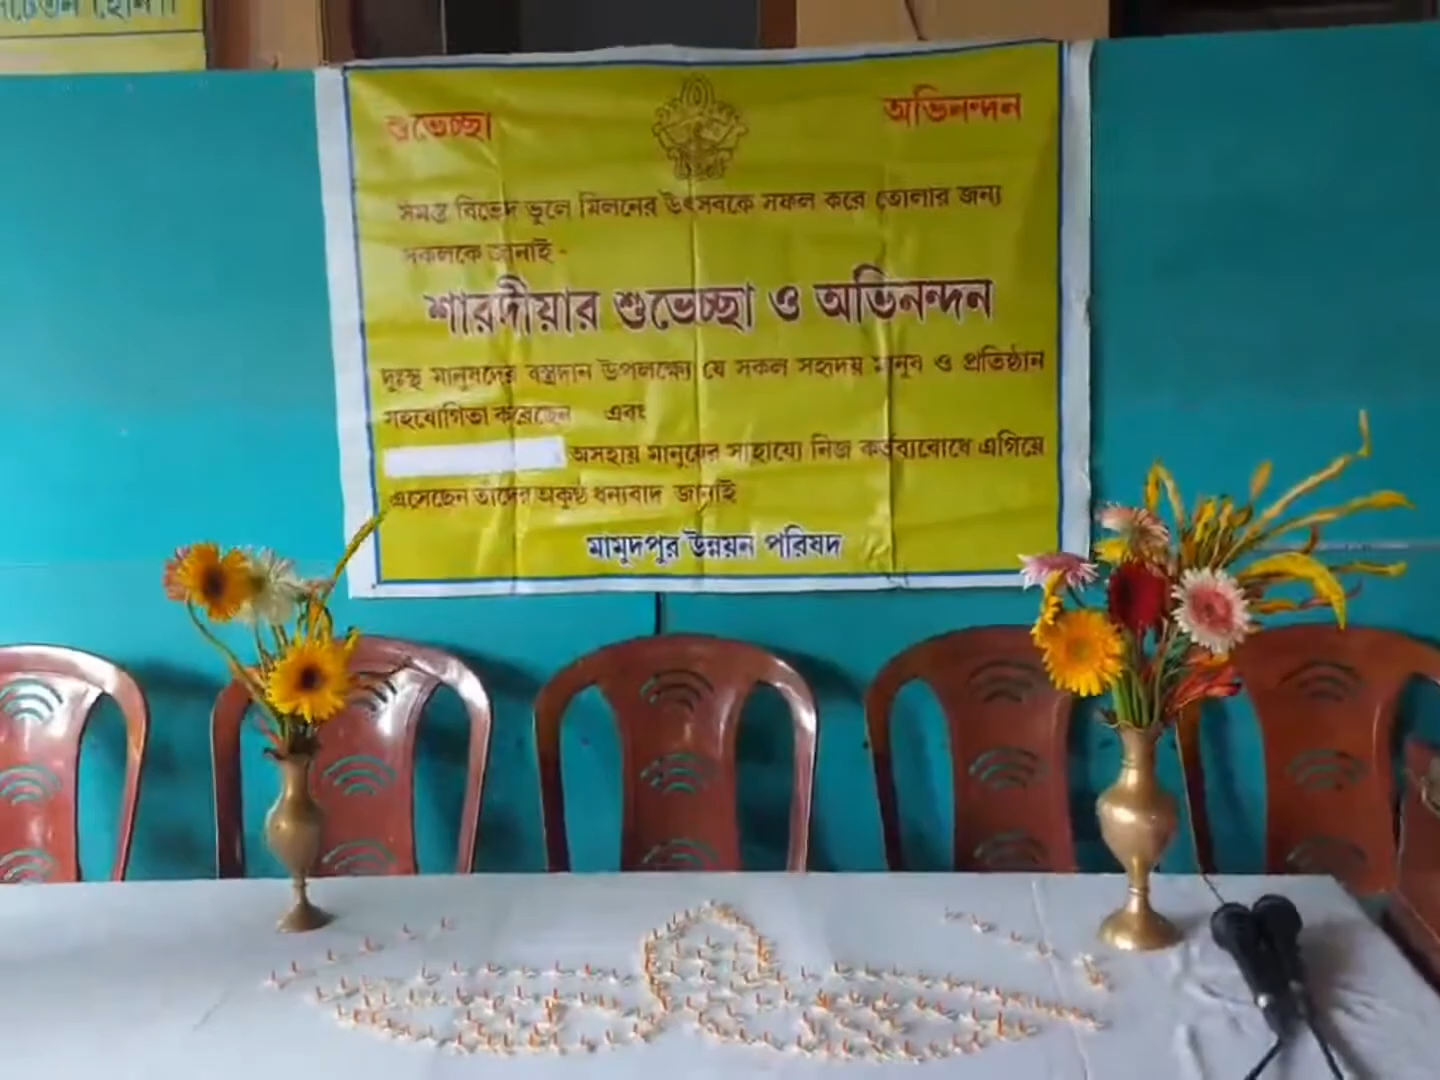 শুভেচ্ছা
অভিনন্দন
সমস্ত বিভেদ ভুলে মিলনের উৎসবকে সফল করে তোলার জন্য
সকলকে জানাই -
শারদীয়ার শুভেচ্ছা ও অভিনন্দন
দুঃস্থ মানুষদের বস্ত্রদান উপলক্ষ্যে যে সকল সহৃদয় মানুষ ও প্রতিষ্ঠান
সহযোগিতা করেছেন এবং
অসহায় মানুষের সাহায্যে নিজ কর্তব্যবোধে এগিয়ে
এসেছেন তাঁদের অকুণ্ঠ ধন্যবাদ জানাই
মামুদপুর উন্নয়ন পরিষদ